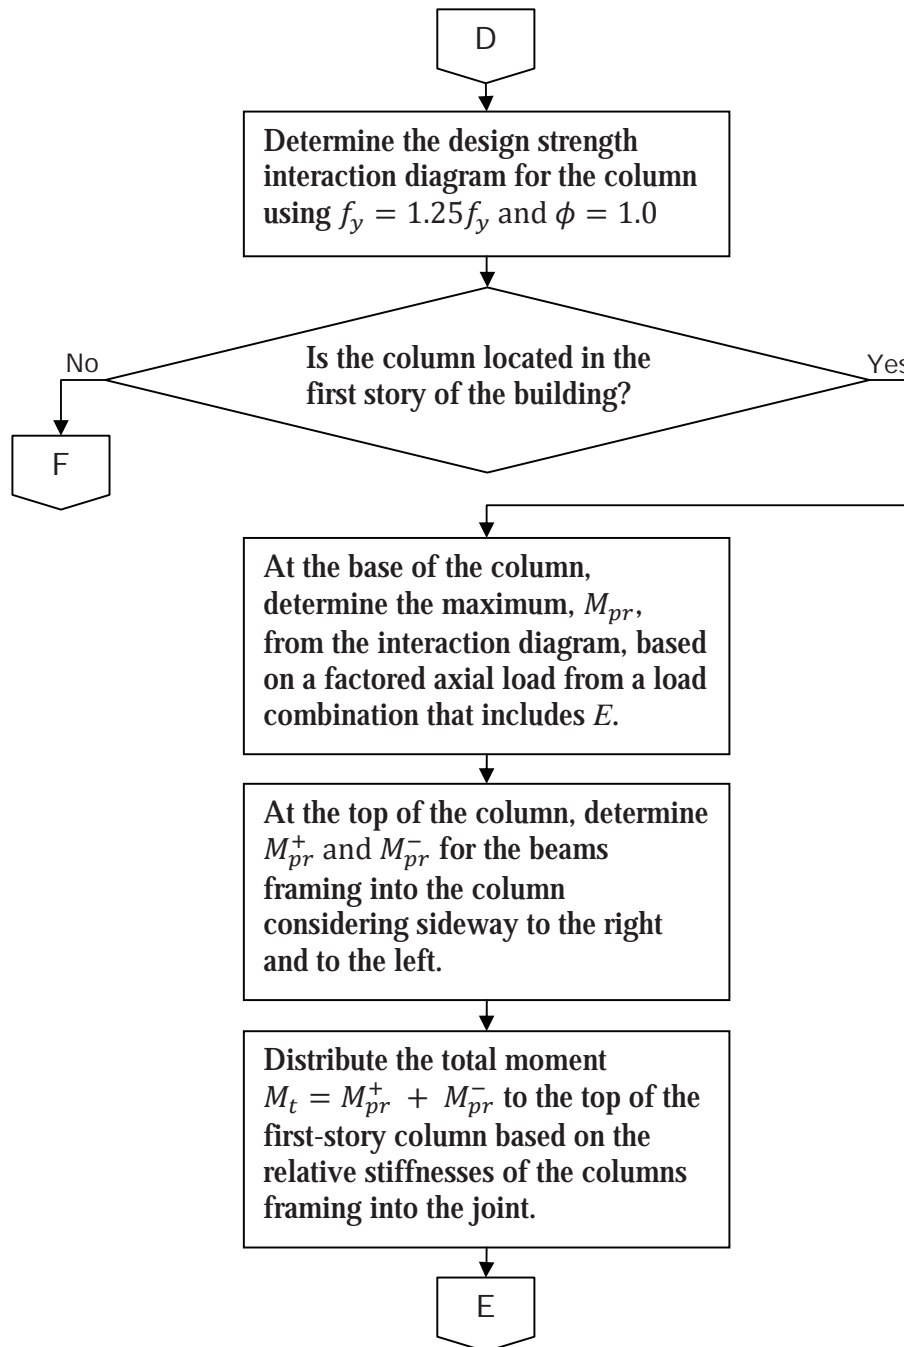 D
Determine the design strength
interaction diagram for the column
using f_y = 1.25f_y and ϕ = 1.0
Is the column located in the
first story of the building?
No
Yes
F
At the base of the column,
determine the maximum, M_pr,
from the interaction diagram, based
on a factored axial load from a load
combination that includes E.
At the top of the column, determine
M_pr^+ and M_pr^− for the beams
framing into the column
considering sideway to the right
and to the left.
Distribute the total moment
M_t = M_pr^+ + M_pr^− to the top of the
first-story column based on the
relative stiffnesses of the columns
framing into the joint.
E